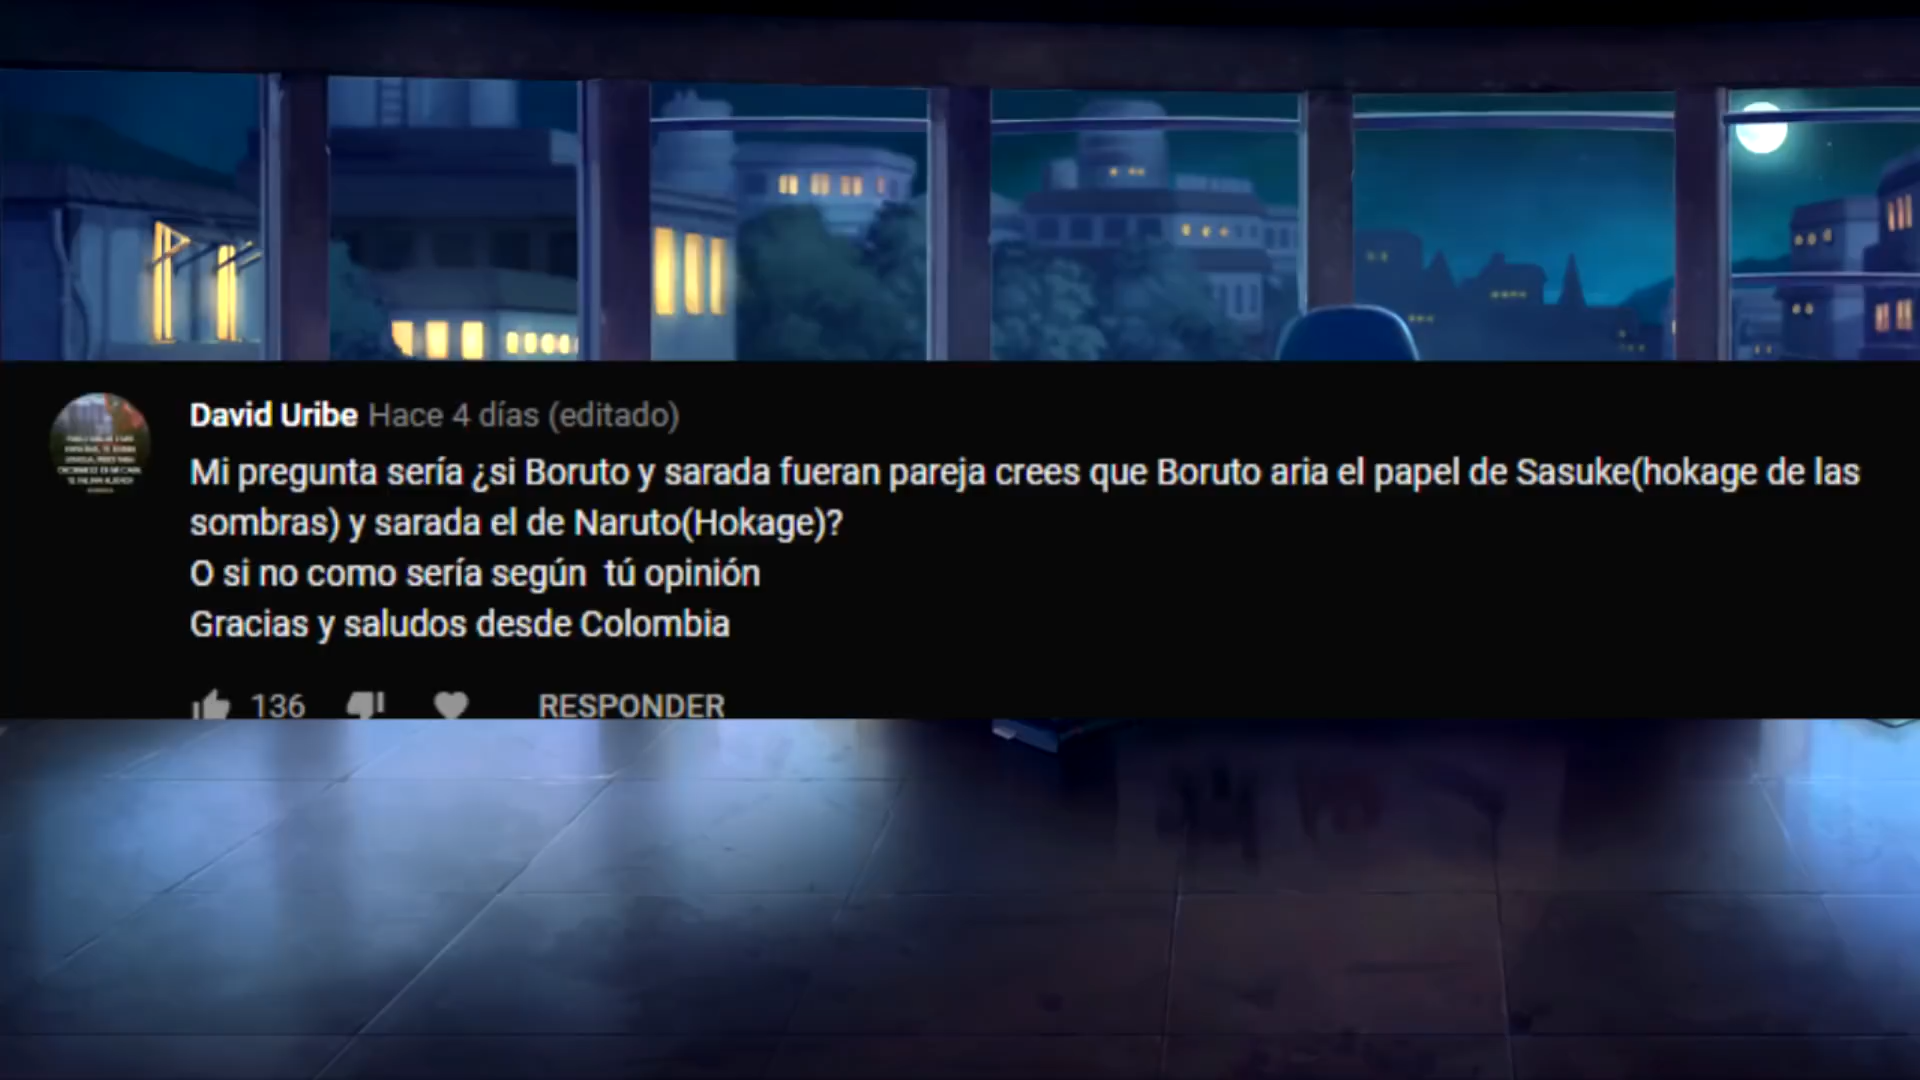 David Uribe Hace 4 días (editado)
Mi pregunta sería ¿si Boruto y sarada fueran pareja crees que Boruto aria el papel de Sasuke(hokage de las
sombras) y sarada el de Naruto(Hokage)?
O si no como sería según tú opinión
Gracias y saludos desde Colombia
136 RESPONDER